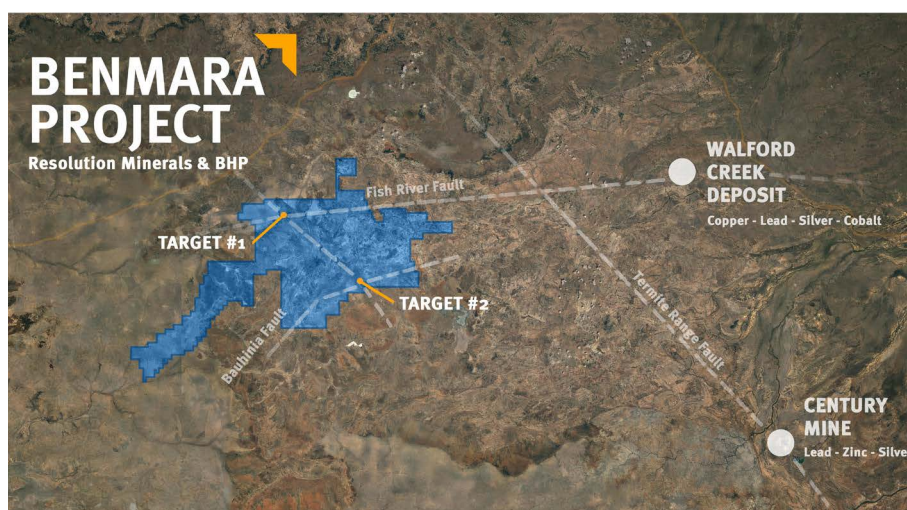 BENMARA
PROJECT
Resolution Minerals & BHP
WALFORD
CREEK
DEPOSIT
Copper - Lead - Silver - Cobalt
Fish River Fault
TARGET #1
TARGET #2
Termite Range Fault
Bauhinia Fault
CENTURY
MINE
Lead - Zinc - Silve